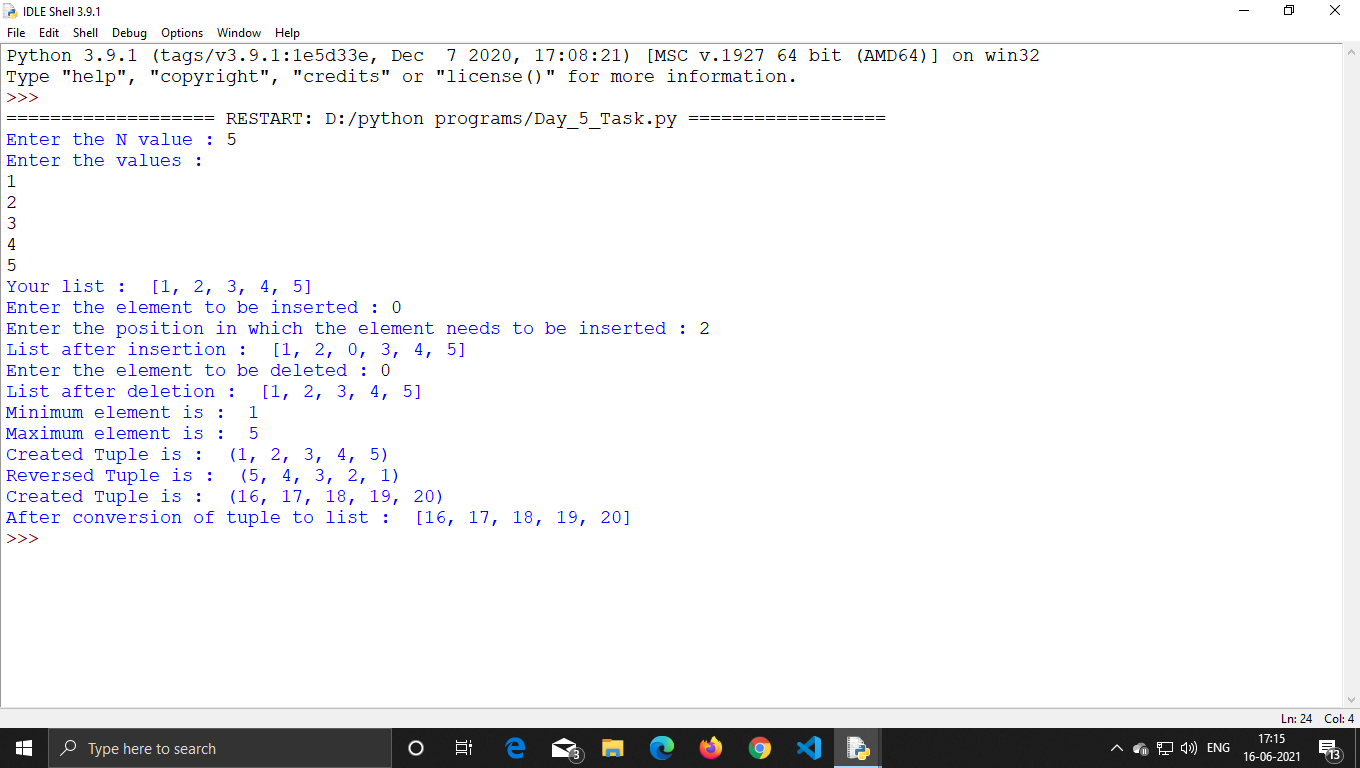 IDLE Shell 3.9.1
File Edit Shell Debug Options Window Help
Python 3.9.1 (tags/v3.9.1:1e5d33e, Dec  7 2020, 17:08:21) [MSC v.1927 64 bit (AMD64)] on win32
Type "help", "copyright", "credits" or "license()" for more information.
>>>
=================== RESTART: D:/python programs/Day_5_Task.py ==================
Enter the N value : 5
Enter the values :
1
2
3
4
5
Your list :  [1, 2, 3, 4, 5]
Enter the element to be inserted : 0
Enter the position in which the element needs to be inserted : 2
List after insertion :  [1, 2, 0, 3, 4, 5]
Enter the element to be deleted : 0
List after deletion :  [1, 2, 3, 4, 5]
Minimum element is :  1
Maximum element is :  5
Created Tuple is :  (1, 2, 3, 4, 5)
Reversed Tuple is :  (5, 4, 3, 2, 1)
Created Tuple is :  (16, 17, 18, 19, 20)
After conversion of tuple to list :  [16, 17, 18, 19, 20]
>>>
Ln: 24 Col: 4
Type here to search
3
ENG
17:15
16-06-2021
13